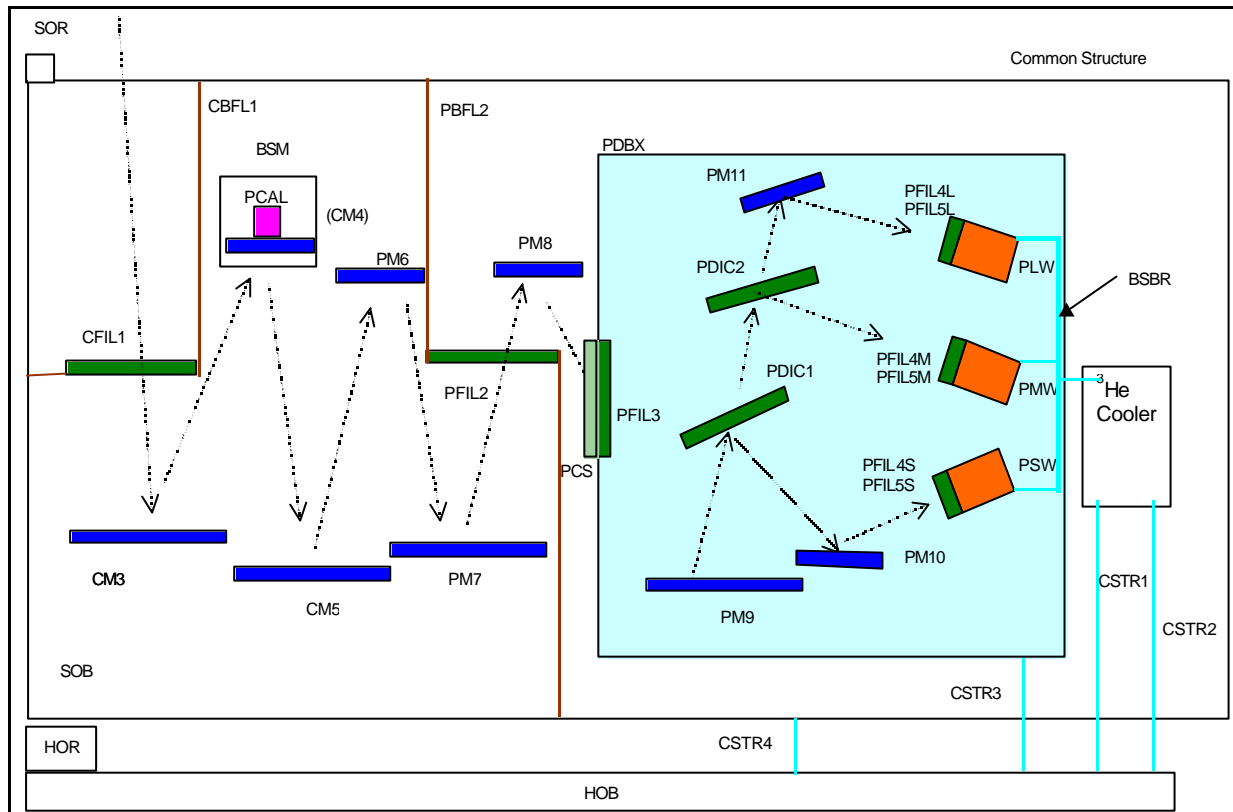 SOR
Common Structure
CBFL1
PBFL2
BSM
PCAL
(CM4)
PM6
PM8
PDBX
PM11
PFIL4L
PFIL5L
PLW
BSBR
PDIC2
CFIL1
PFIL2
PFIL3
PDIC1
PFIL4M
PFIL5M
PMW
3He
Cooler
PCS
PFIL4S
PFIL5S
PSW
CM3
CM5
PM7
PM9
PM10
CSTR1
CSTR2
SOB
CSTR3
HOR
CSTR4
HOB